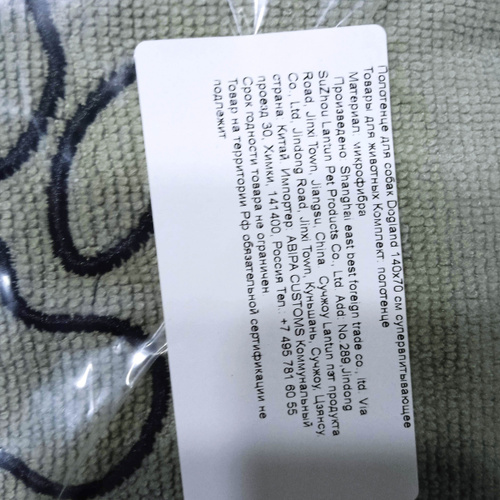 Полотенце для собак Dogland 140x70 см супервпитывающее
Товары для животных Комплект: полотенце
Материал: микрофибра
Произведено: Shanghai east best foreign trade co., ltd. Via
SuZhou Lantun Pet Products Co., Ltd. Add: No.289,Jindong
Road, Jinxi Town, Jiangsu, China. Сучжоу Lantun пэт продукта
Co., Ltd. Jindong Road, Jinxi Town, Куньшань, Сучжоу, Цзянсу.
страна: Китай. Импортер: ABIPA CUSTOMS Коммунальный
проезд 30, Химки, 141400, Россия Тел.: +7 495 781 60 55
Срок годности товара не ограничен
Товар на территории РФ обязательной сертификации не
подлежит